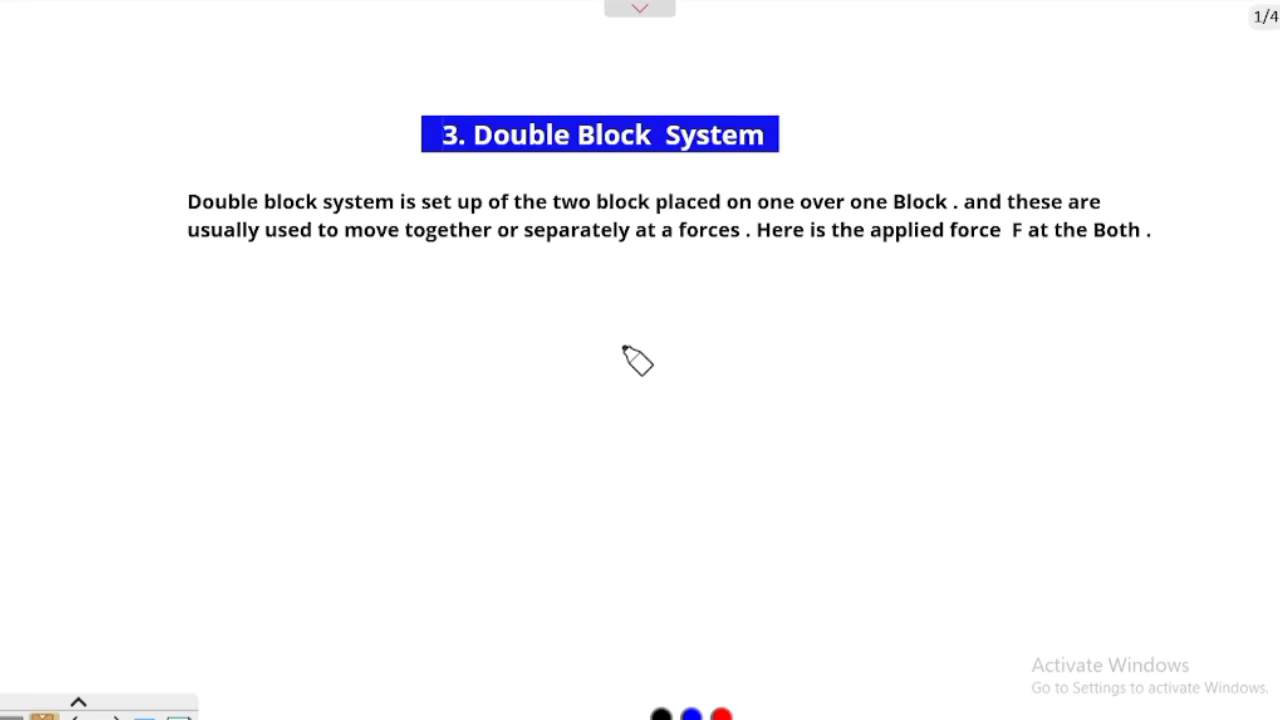 1/4
3. Double Block System
Double block system is set up of the two block placed on one over one Block . and these are
usually used to move together or separately at a forces . Here is the applied force F at the Both .
Activate Windows
Go to Settings to activate Windows.